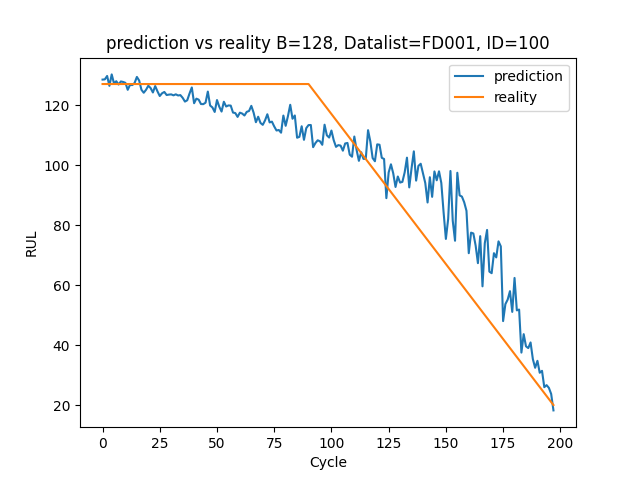 prediction vs reality B=128, Datalist=FD001, ID=100
prediction
reality
RUL
120
100
80
60
40
20
0 25 50 75 100 125 150 175 200
Cycle